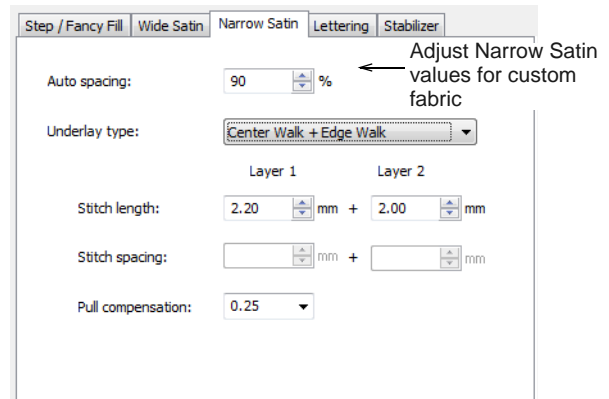 Step / Fancy Fill Wide Satin Narrow Satin Lettering Stabilizer
Adjust Narrow Satin
values for custom
fabric
Auto spacing: 90 %
Underlay type: Center Walk + Edge Walk
Layer 1 Layer 2
Stitch length: 2.20 mm + 2.00 mm
Stitch spacing: mm + mm
Pull compensation: 0.25